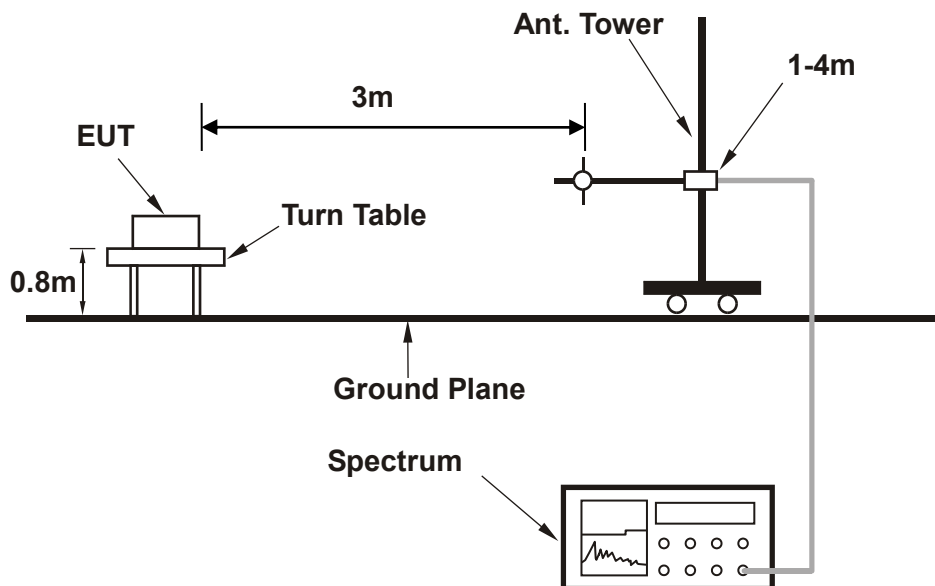 Ant. Tower
1-4m
3m
EUT
Turn Table
0.8m
Ground Plane
Spectrum